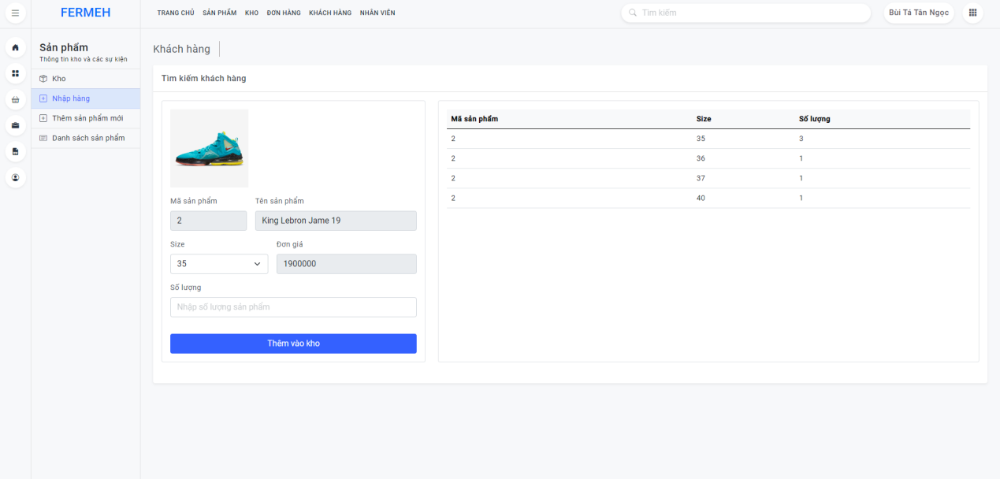 FERMEH
TRANG CHỦ SẢN PHẨM KHO ĐƠN HÀNG KHÁCH HÀNG NHÂN VIÊN
Tìm kiếm
Bùi Tá Tân Ngọc
Sản phẩm
Thông tin kho và các sự kiện
Kho
Nhập hàng
Thêm sản phẩm mới
Danh sách sản phẩm
Khách hàng
Tìm kiếm khách hàng
Mã sản phẩm Tên sản phẩm
2 King Lebron Jame 19
Size Đơn giá
35 1900000
Số lượng
Nhập số lượng sản phẩm
Thêm vào kho
Mã sản phẩm Size Số lượng
2 35 3
2 36 1
2 37 1
2 40 1